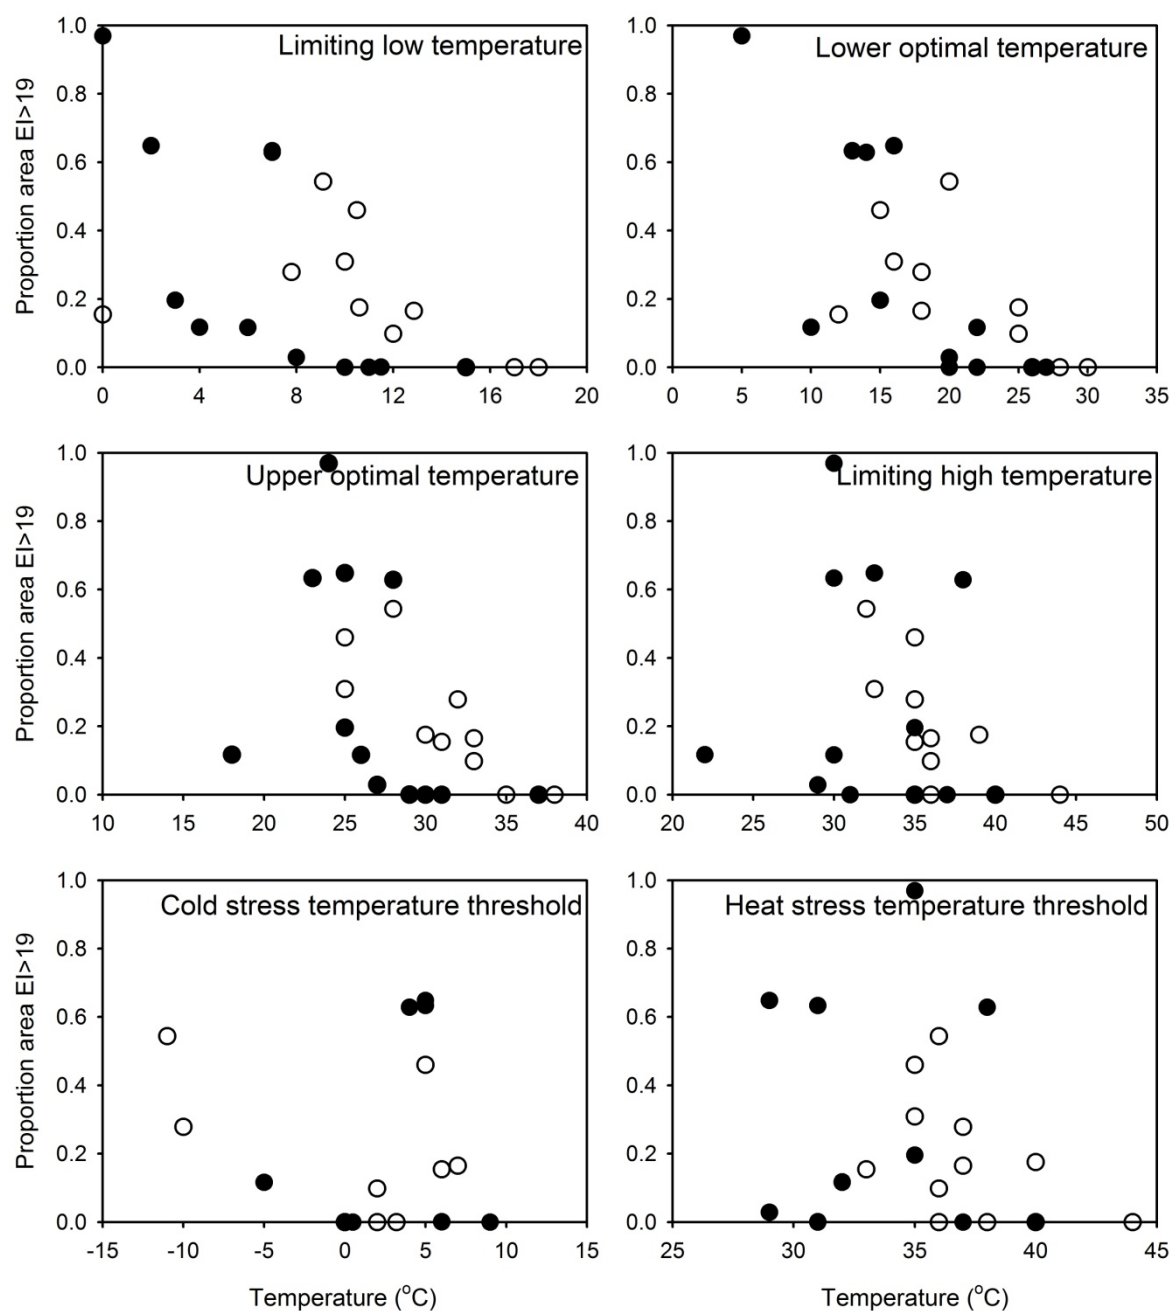 Limiting low temperature
Proportion area EI>19
1.0
0.8
0.6
0.4
0.2
0.0
0 4 8 12 16 20
Lower optimal temperature
1.0
0.8
0.6
0.4
0.2
0.0
0 5 10 15 20 25 30 35
Upper optimal temperature
Proportion area EI>19
1.0
0.8
0.6
0.4
0.2
0.0
10 15 20 25 30 35 40
Limiting high temperature
1.0
0.8
0.6
0.4
0.2
0.0
20 25 30 35 40 45 50
Cold stress temperature threshold
Proportion area EI>19
1.0
0.8
0.6
0.4
0.2
0.0
-15 -10 -5 0 5 10 15
Temperature (°C)
Heat stress temperature threshold
1.0
0.8
0.6
0.4
0.2
0.0
25 30 35 40 45
Temperature (°C)